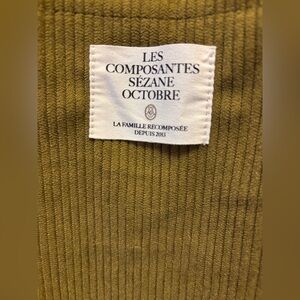 LES
COMPOSANTES
SÉZANE
OCTOBRE
LA FAMILLE RECOMPOSÉE
DEPUIS 2013